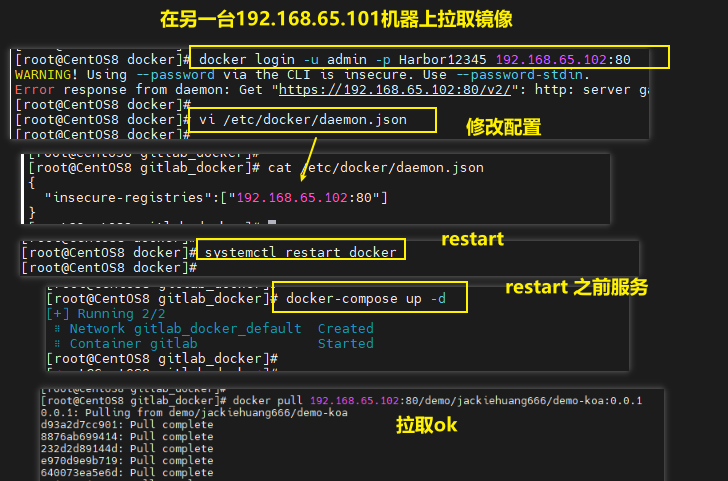 在另一台192.168.65.101机器上拉取镜像
[root@CentOS8 docker]# docker login -u admin -p Harbor12345 192.168.65.102:80
WARNING! Using --password via the CLI is insecure. Use --password-stdin.
Error response from daemon: Get "https://192.168.65.102:80/v2/": http: server ga
[root@CentOS8 docker]#
[root@CentOS8 docker]# vi /etc/docker/daemon.json
[root@CentOS8 docker]#
修改配置
[root@CentOS8 gitlab_docker]#
[root@CentOS8 gitlab_docker]# cat /etc/docker/daemon.json
{
"insecure-registries":["192.168.65.102:80"]
}
restart
[root@CentOS8 docker]# systemctl restart docker
[root@CentOS8 docker]#
restart 之前服务
[root@CentOS8 gitlab_docker]# docker-compose up -d
[+] Running 2/2
⠿ Network gitlab_docker_default Created
⠿ Container gitlab Started
[root@CentOS8 gitlab_docker]#
[root@CentOS8 gitlab_docker]#
[root@CentOS8 gitlab_docker]# docker pull 192.168.65.102:80/demo/jackiehuang666/demo-koa:0.0.1
0.0.1: Pulling from demo/jackiehuang666/demo-koa
d93a2d7cc901: Pull complete
8876ab699414: Pull complete
232d2d89144d: Pull complete
e970d9e9b719: Pull complete
640073ea5e6d: Pull complete
拉取ok